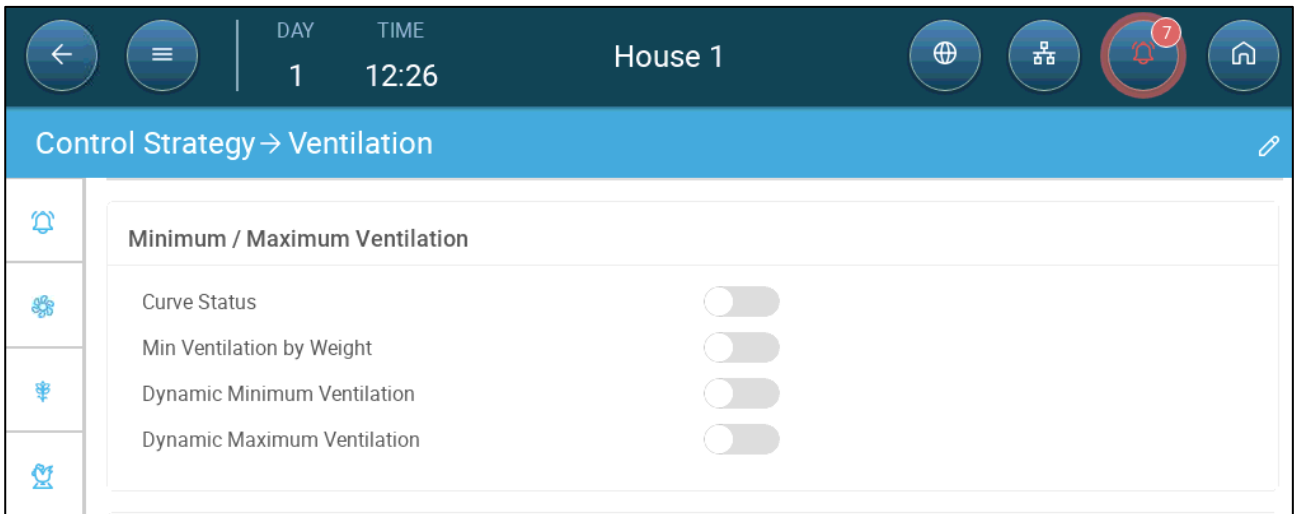 DAY TIME
1 12:26
House 1
7
Control Strategy → Ventilation
Minimum / Maximum Ventilation
Curve Status
Min Ventilation by Weight
Dynamic Minimum Ventilation
Dynamic Maximum Ventilation